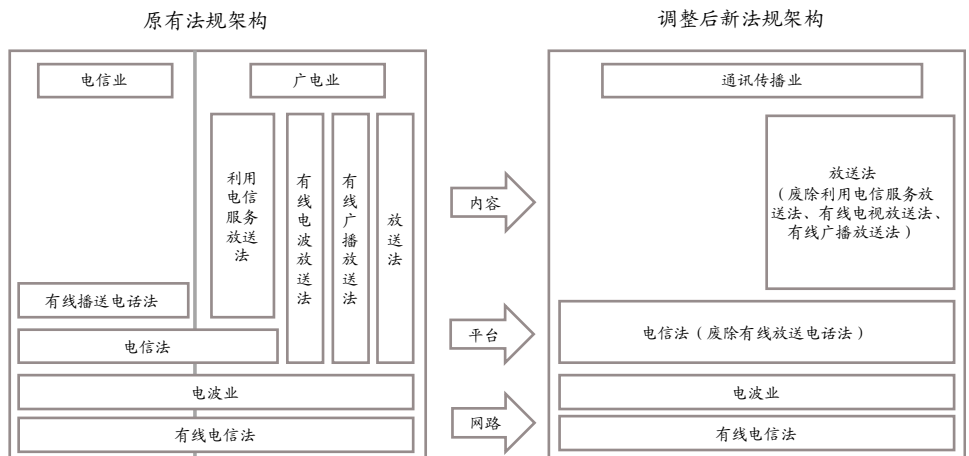 原有法规架构
调整后新法规架构
电信业
广电业
利用
电信
服务
放送
法
有
线
电
波
放
送
法
有
线
广
播
放
送
法
放
送
法
有线播送电话法
电信法
电波业
有线电信法
内容
平台
网路
通讯传播业
放送法
（废除利用电信服务放
送法、有线电视放送法、
有线广播放送法）
电信法（废除有线放送电话法）
电波业
有线电信法